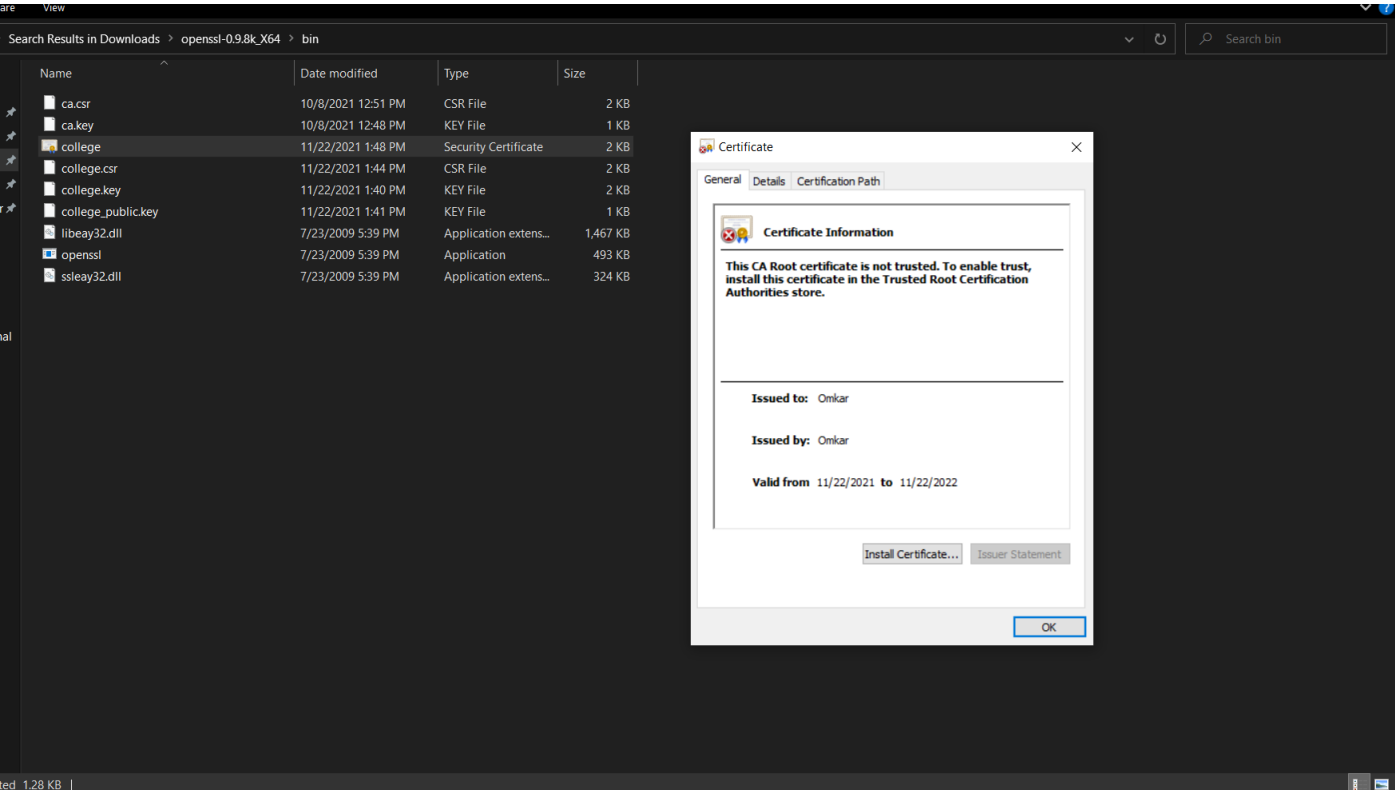 are View
Search Results in Downloads > openssl-0.9.8k_X64 > bin
Search bin
Name Date modified Type Size
ca.csr 10/8/2021 12:51 PM CSR File 2 KB
ca.key 10/8/2021 12:48 PM KEY File 1 KB
college 11/22/2021 1:48 PM Security Certificate 2 KB
college.csr 11/22/2021 1:44 PM CSR File 2 KB
college.key 11/22/2021 1:40 PM KEY File 2 KB
college_public.key 11/22/2021 1:41 PM KEY File 1 KB
libeay32.dll 7/23/2009 5:39 PM Application extens... 1,467 KB
openssl 7/23/2009 5:39 PM Application 493 KB
ssleay32.dll 7/23/2009 5:39 PM Application extens... 324 KB
r
nal
Certificate
General Details Certification Path
Certificate Information
This CA Root certificate is not trusted. To enable trust,
install this certificate in the Trusted Root Certification
Authorities store.
Issued to: Omkar
Issued by: Omkar
Valid from 11/22/2021 to 11/22/2022
Install Certificate... Issuer Statement
OK
ted 1.28 KB